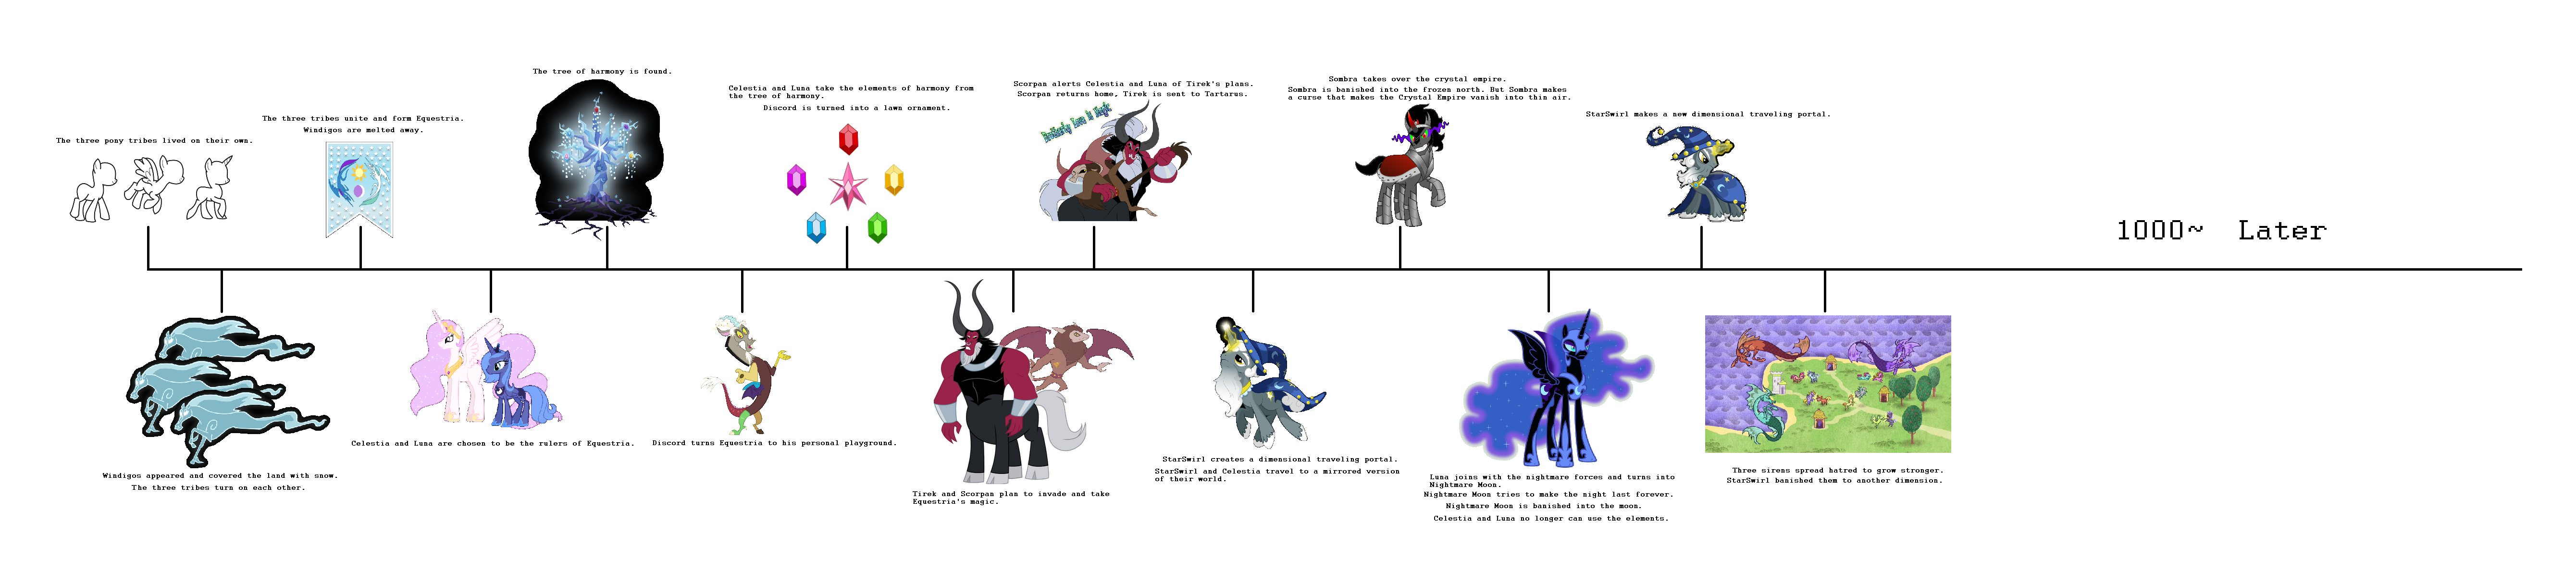 The three pony tribes lived on their own.
Windigos appeared and covered the land with snow.
The three tribes turn on each other.
The three tribes unite and form Equestria.
Windigos are melted away.
Celestia and Luna are chosen to be the rulers of Equestria.
The tree of harmony is found.
Discord turns Equestria to his personal playground.
Celestia and Luna take the elements of harmony from
the tree of harmony.
Discord is turned into a lawn ornament.
Tirek and Scorpan plan to invade and take
Equestria's magic.
Scorpan alerts Celestia and Luna of Tirek's plans.
Scorpan returns home, Tirek is sent to Tartarus.
Brotherly Love is Magic
StarSwirl creates a dimensional traveling portal.
StarSwirl and Celestia travel to a mirrored version
of their world.
Sombra takes over the crystal empire.
Sombra is banished into the frozen north. But Sombra makes
a curse that makes the Crystal Empire vanish into thin air.
Luna joins with the nightmare forces and turns into
Nightmare Moon.
Nightmare Moon tries to make the night last forever.
Nightmare Moon is banished into the moon.
Celestia and Luna no longer can use the elements.
StarSwirl makes a new dimensional traveling portal.
Three sirens spread hatred to grow stronger.
StarSwirl banished them to another dimension.
1000~ Later